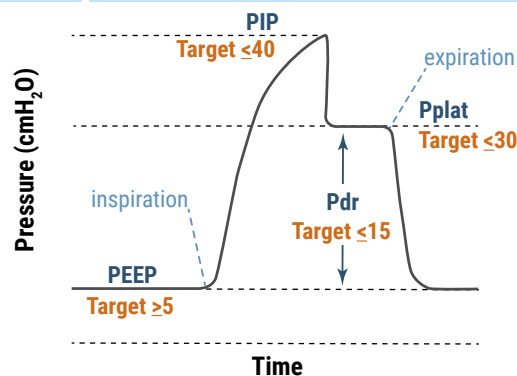 PIP
Target ≤40
expiration
Pplat
Target ≤30
Pressure (cmH₂O)
inspiration
Pdr
Target ≤15
PEEP
Target ≥5
Time